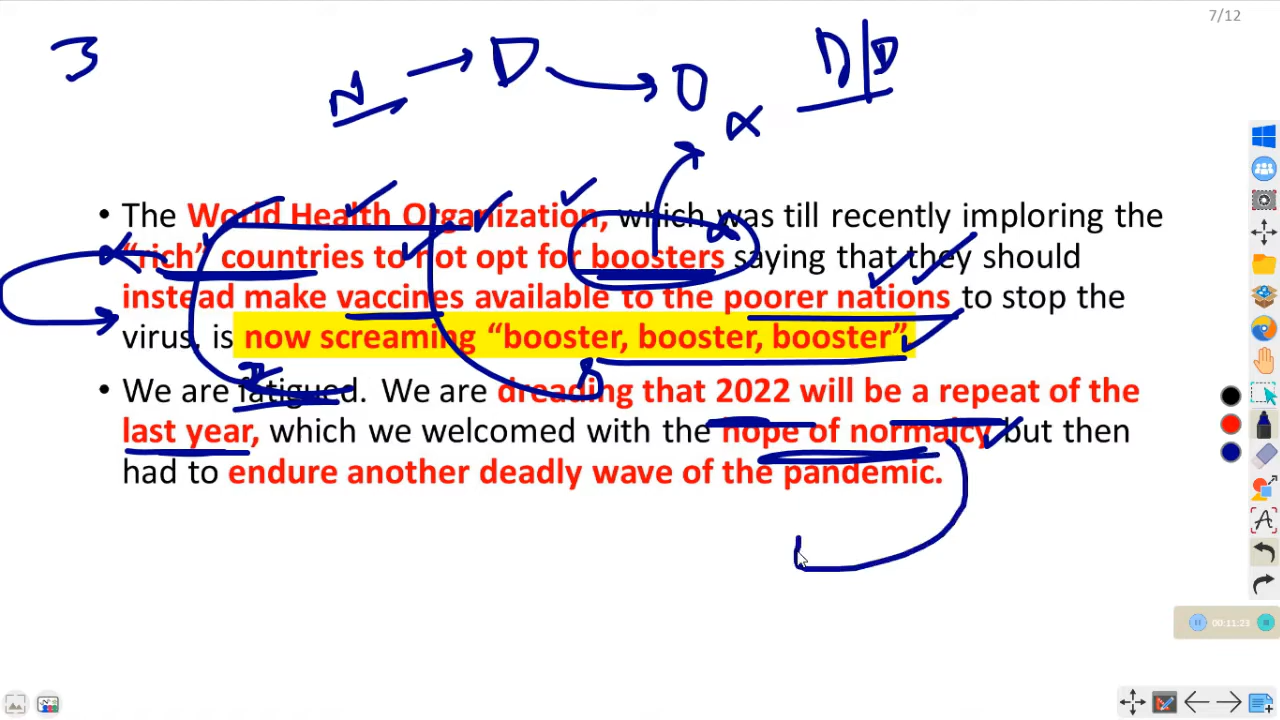 7/12
3
N → D → O
D D
• The World Health Organization, which was till recently imploring the
“rich” countries to not opt for boosters saying that they should
instead make vaccines available to the poorer nations to stop the
virus, is now screaming “booster, booster, booster”.
• We are fatigued. We are dreading that 2022 will be a repeat of the
last year, which we welcomed with the hope of normalcy but then
had to endure another deadly wave of the pandemic.
00:11:23